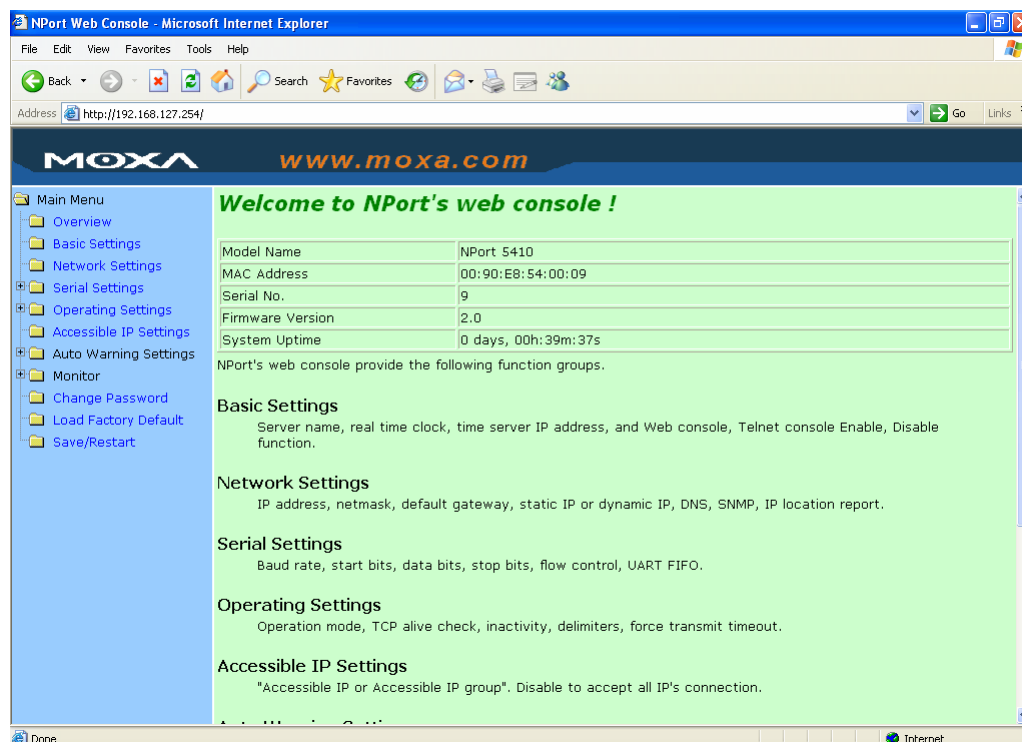 NPort Web Console - Microsoft Internet Explorer
File Edit View Favorites Tools Help
Back Search Favorites
Address http://192.168.127.254/ Go Links
MOXA www.moxa.com
Main Menu
Overview
Basic Settings
Network Settings
Serial Settings
Operating Settings
Accessible IP Settings
Auto Warning Settings
Monitor
Change Password
Load Factory Default
Save/Restart
Welcome to NPort's web console !
Model Name NPort 5410
MAC Address 00:90:E8:54:00:09
Serial No. 9
Firmware Version 2.0
System Uptime 0 days, 00h:39m:37s
NPort's web console provide the following function groups.
Basic Settings
Server name, real time clock, time server IP address, and Web console, Telnet console Enable, Disable
function.
Network Settings
IP address, netmask, default gateway, static IP or dynamic IP, DNS, SNMP, IP location report.
Serial Settings
Baud rate, start bits, data bits, stop bits, flow control, UART FIFO.
Operating Settings
Operation mode, TCP alive check, inactivity, delimiters, force transmit timeout.
Accessible IP Settings
"Accessible IP or Accessible IP group". Disable to accept all IP's connection.
Done Internet